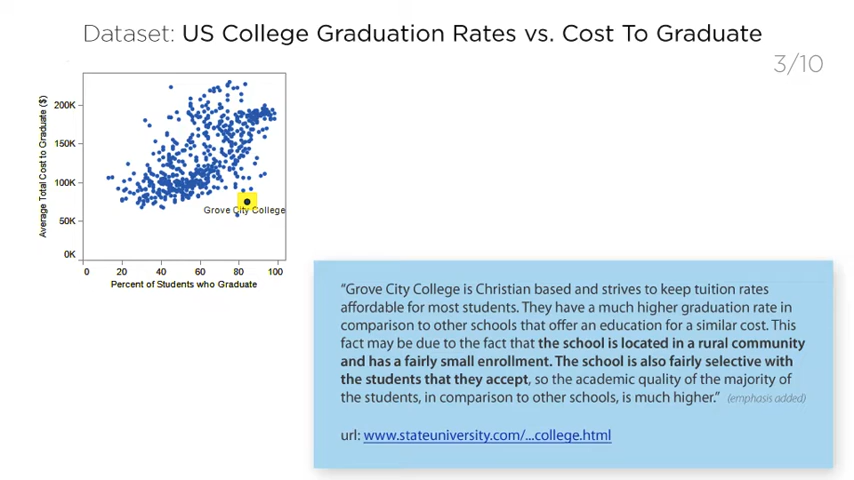 Dataset: US College Graduation Rates vs. Cost To Graduate
3/10
Average Total Cost to Graduate ($)
200K
150K
100K
50K
0K
Grove City College
0 20 40 60 80 100
Percent of Students who Graduate
“Grove City College is Christian based and strives to keep tuition rates
affordable for most students. They have a much higher graduation rate in
comparison to other schools that offer an education for a similar cost. This
fact may be due to the fact that the school is located in a rural community
and has a fairly small enrollment. The school is also fairly selective with
the students that they accept, so the academic quality of the majority of
the students, in comparison to other schools, is much higher.” (emphasis added)
url: www.stateuniversity.com/...college.html